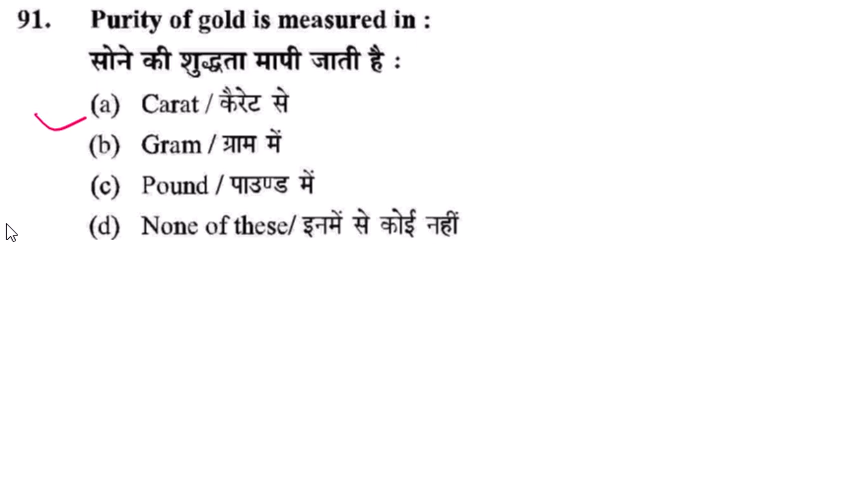 91. Purity of gold is measured in :
सोने की शुद्धता मापी जाती है :
(a) Carat / कैरेट से
(b) Gram / ग्राम में
(c) Pound / पाउण्ड में
(d) None of these/ इनमें से कोई नहीं